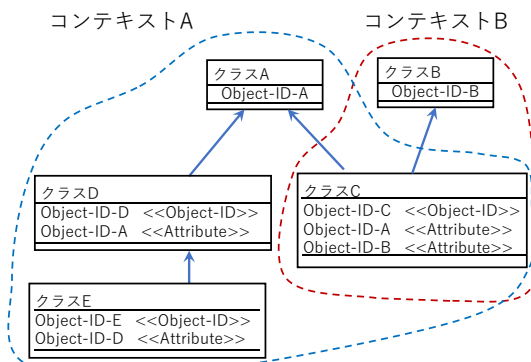 コンテキストA
コンテキストB
クラスA
Object-ID-A
クラスB
Object-ID-B
クラスD
Object-ID-D <<Object-ID>>
Object-ID-A <<Attribute>>
クラスC
Object-ID-C <<Object-ID>>
Object-ID-A <<Attribute>>
Object-ID-B <<Attribute>>
クラスE
Object-ID-E <<Object-ID>>
Object-ID-D <<Attribute>>